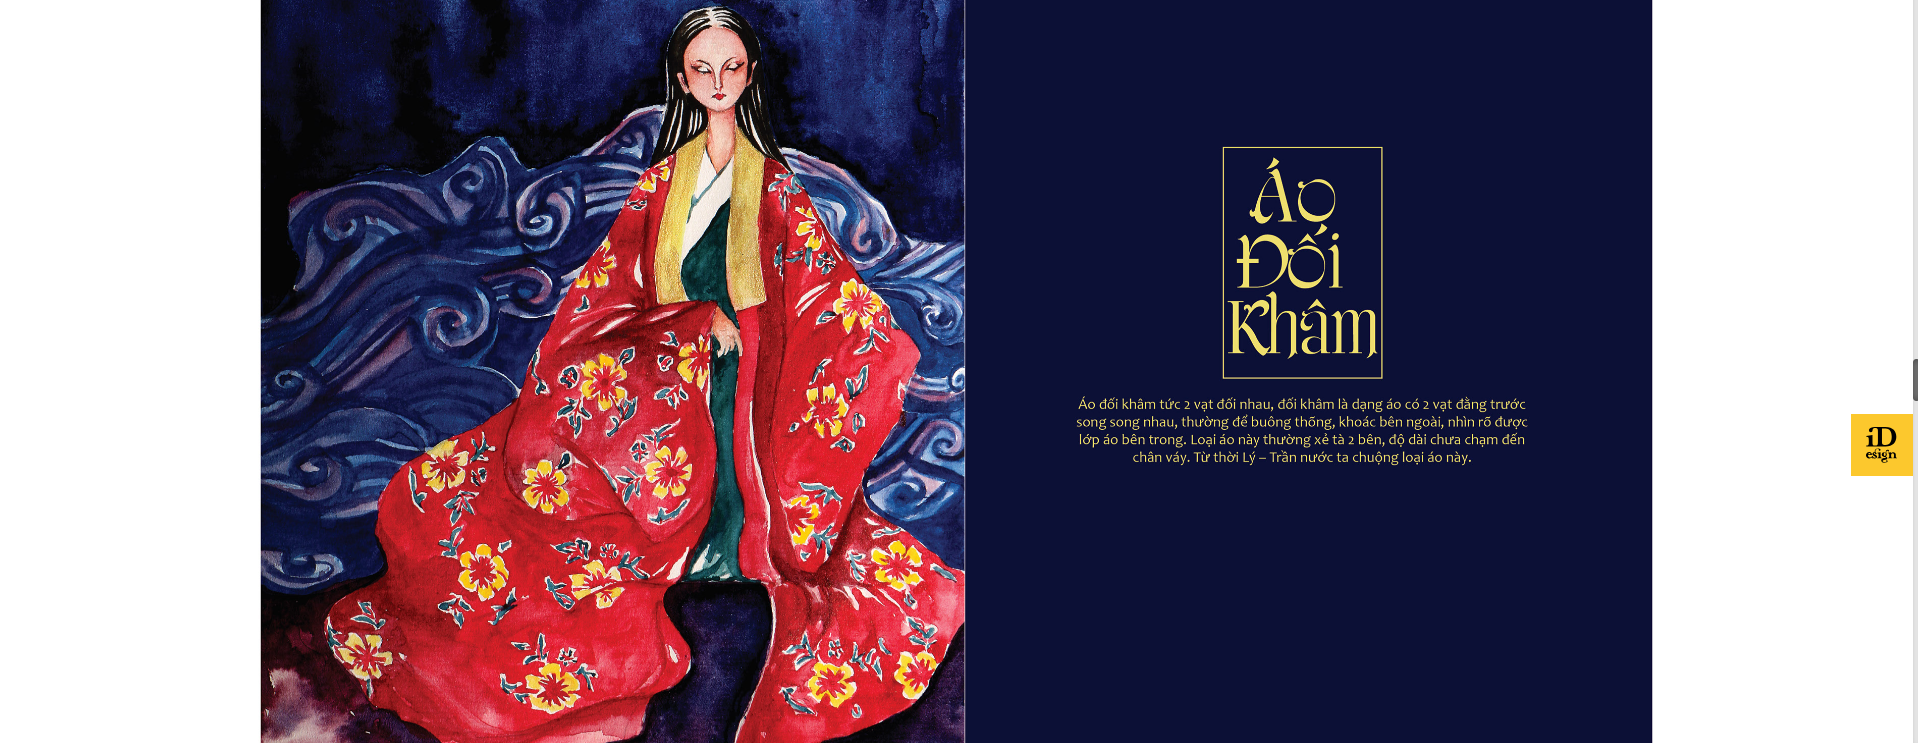 Áo
Đối
Khâm
Áo đối khâm tức 2 vạt đối nhau, đối khâm là dạng áo có 2 vạt đằng trước
song song nhau, thường để buông thõng, khoác bên ngoài, nhìn rõ được
lớp áo bên trong. Loại áo này thường xẻ tà 2 bên, độ dài chưa chạm đến
chân váy. Từ thời Lý – Trần nước ta chuộng loại áo này.
iD
esign